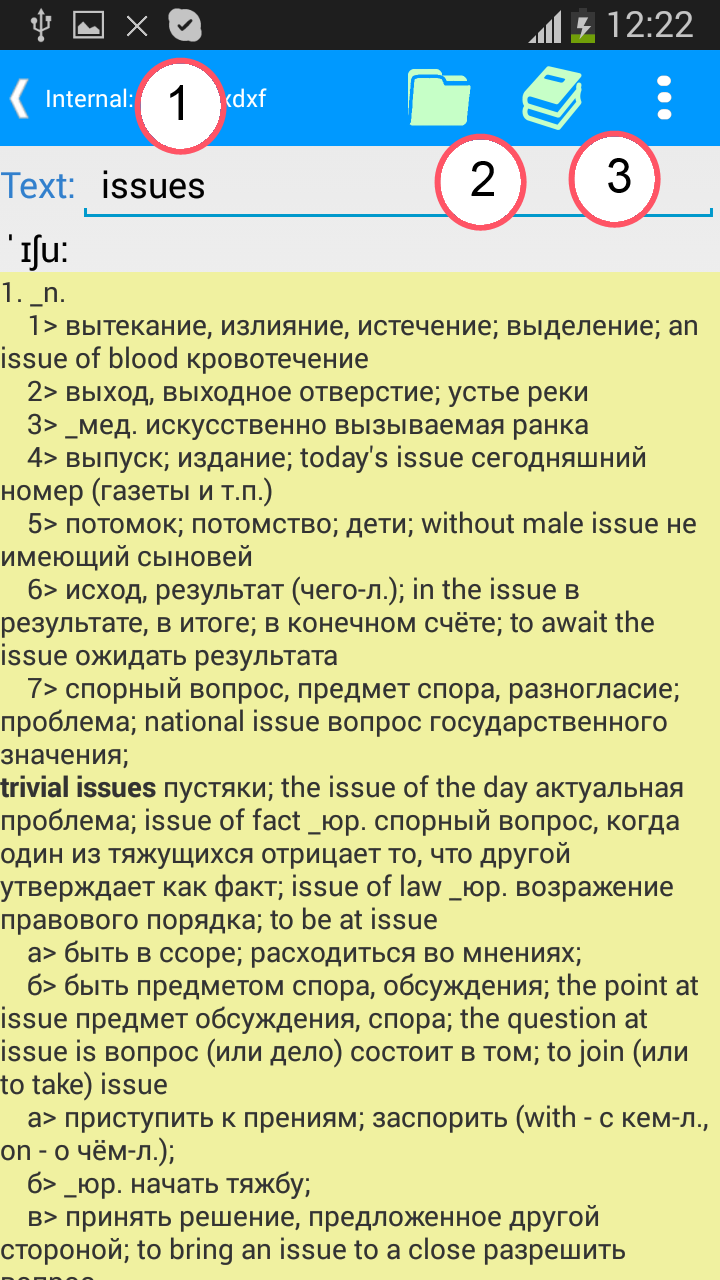 12:22
Internal: xdxf
1
2
3
Text: issues
ˈɪʃuː
1. _n.
1> вытекание, излияние, истечение; выделение; an
issue of blood кровотечение
2> выход, выходное отверстие; устье реки
3> _мед. искусственно вызываемая ранка
4> выпуск; издание; today's issue сегодняшний
номер (газеты и т.п.)
5> потомок; потомство; дети; without male issue не
имеющий сыновей
6> исход, результат (чего-л.); in the issue в
результате, в итоге; в конечном счёте; to await the
issue ожидать результата
7> спорный вопрос, предмет спора, разногласие;
проблема; national issue вопрос государственного
значения;
trivial issues пустяки; the issue of the day актуальная
проблема; issue of fact _юр. спорный вопрос, когда
один из тяжущихся отрицает то, что другой
утверждает как факт; issue of law _юр. возражение
правового порядка; to be at issue
а> быть в ссоре; расходиться во мнениях;
б> быть предметом спора, обсуждения; the point at
issue предмет обсуждения, спора; the question at
issue is вопрос (или дело) состоит в том; to join (или
to take) issue
а> приступить к прениям; заспорить (with - с кем-л.,
on - о чём-л.);
б> _юр. начать тяжбу;
в> принять решение, предложенное другой
стороной; to bring an issue to a close разрешить